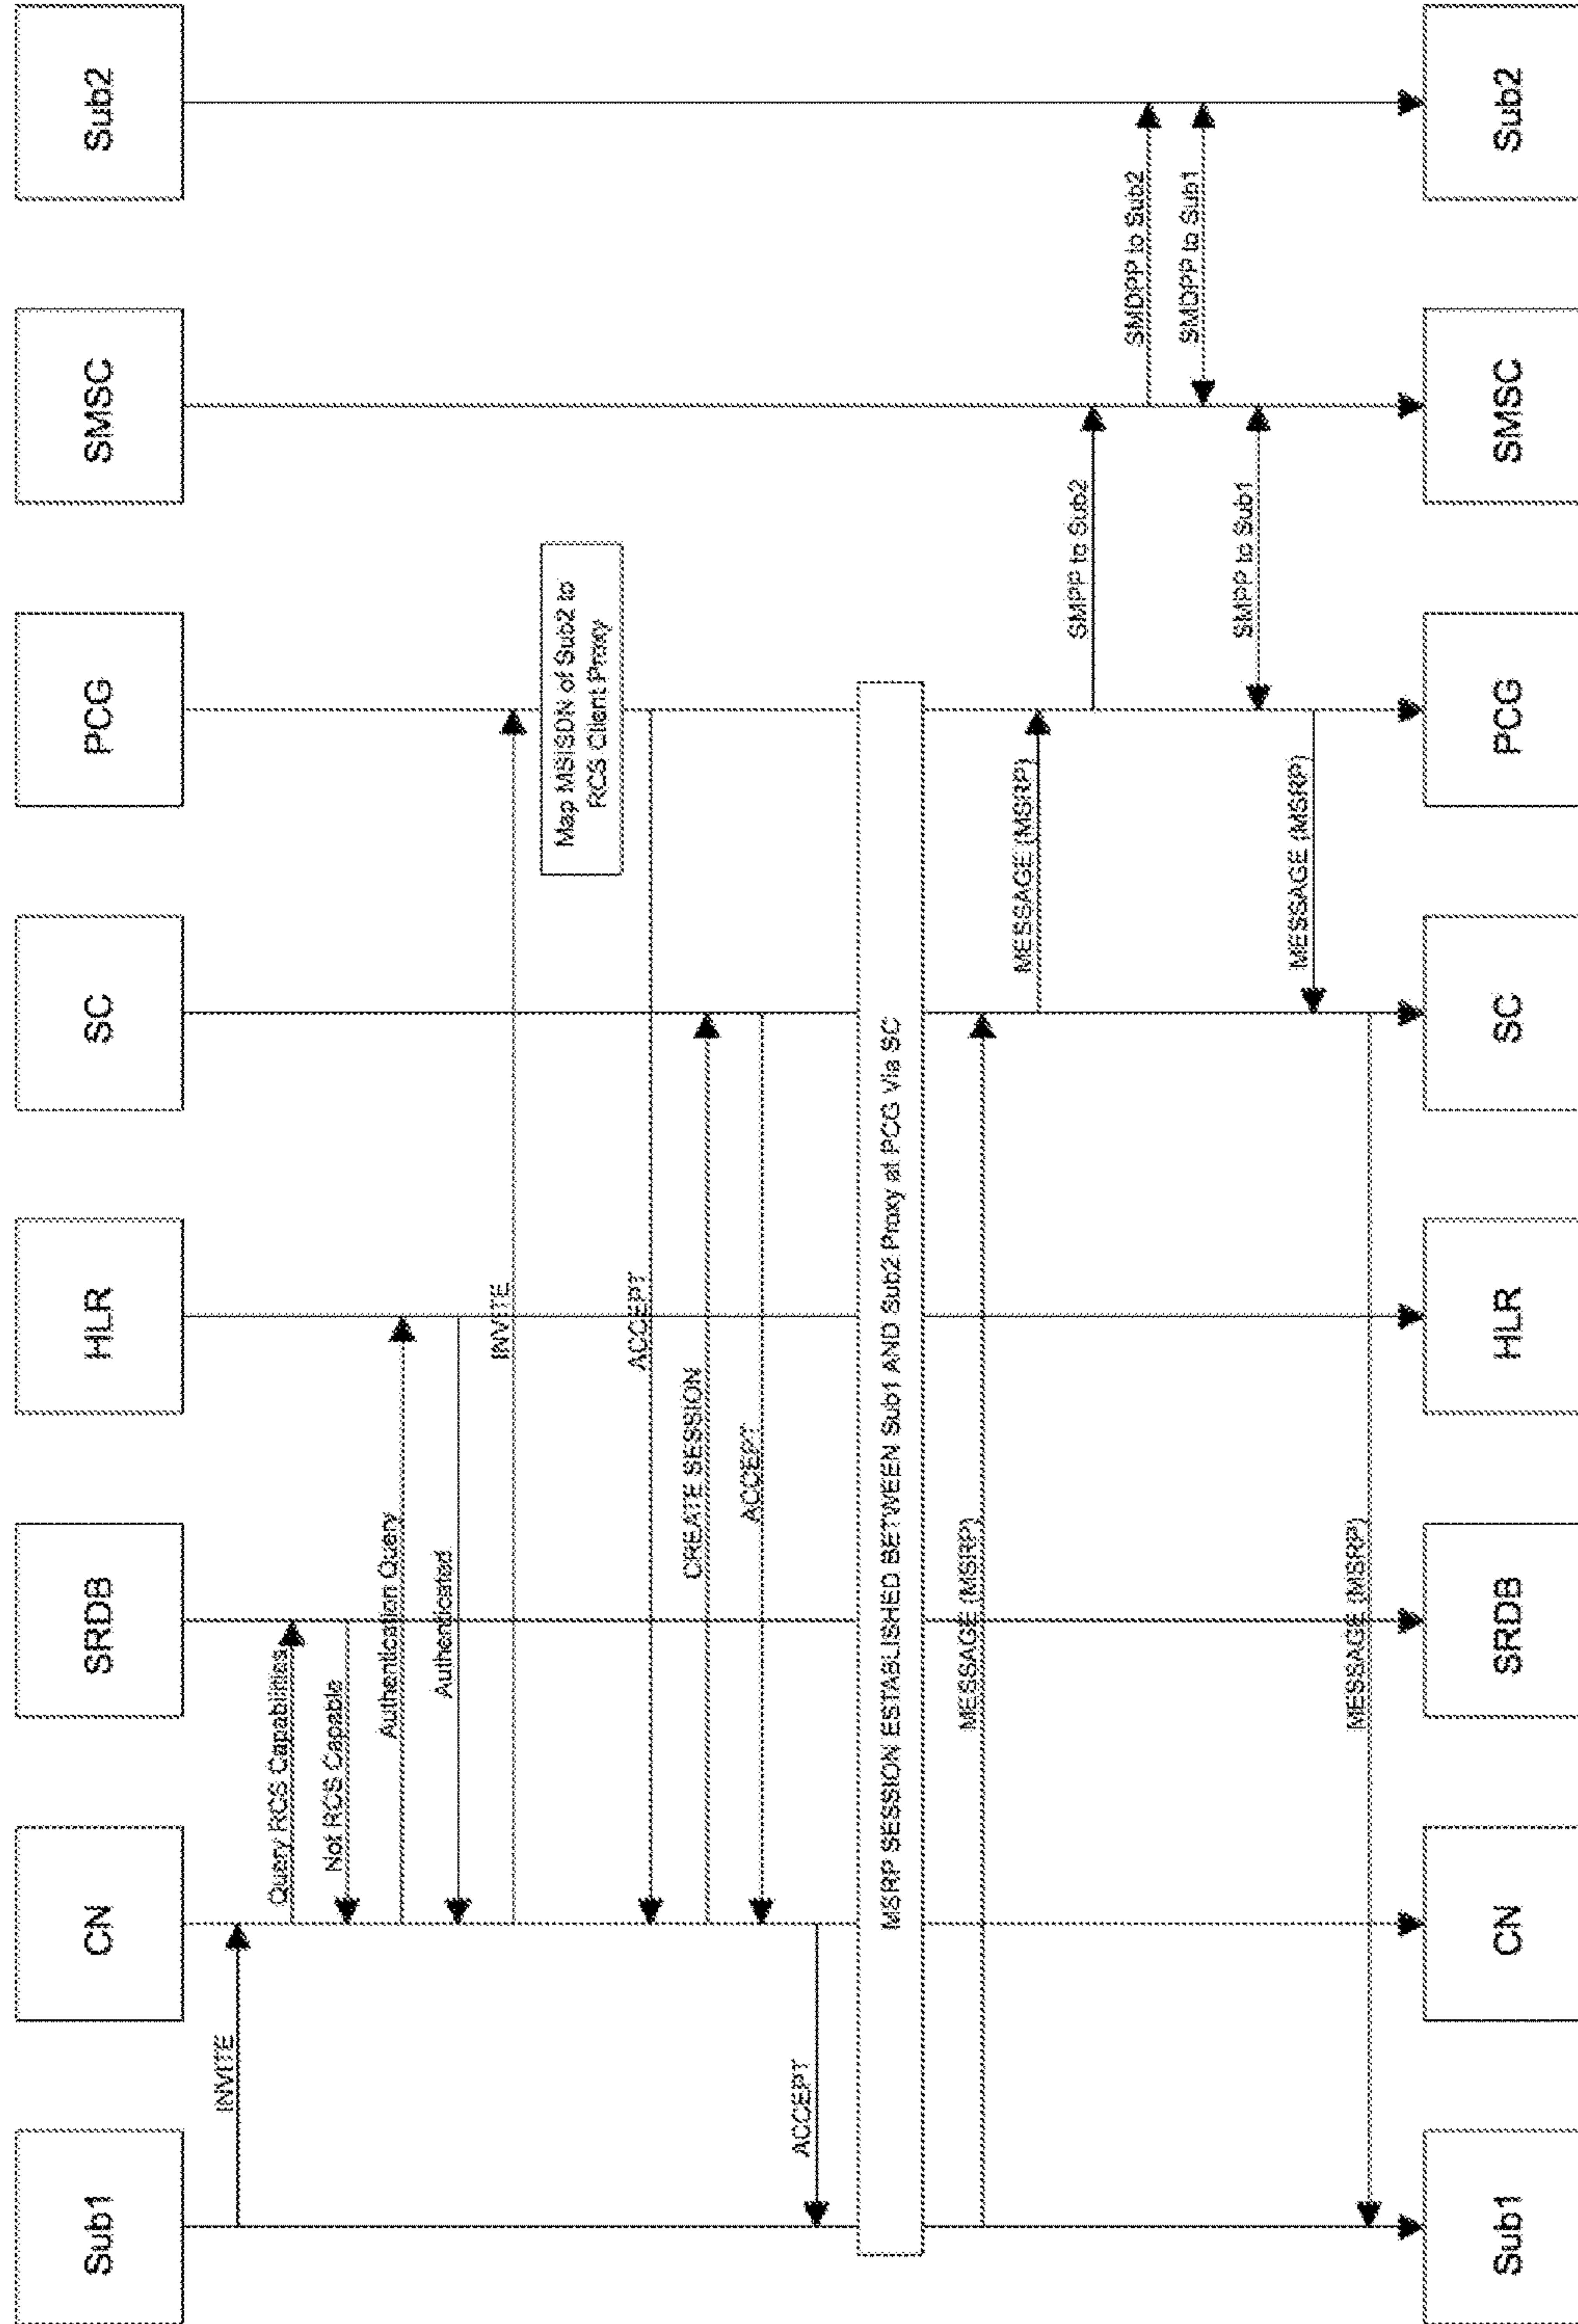 Sub1
CN
SRDB
HLR
SC
PCG
SMSC
Sub2
INVITE
Query RCS Capabilities
Not RCS Capable
Authentication Query
Authenticated
INVITE
Map MSISDN of Sub2 to
RCS Client Proxy
ACCEPT
CREATE SESSION
ACCEPT
ACCEPT
MSRP SESSION ESTABLISHED BETWEEN Sub1 AND Sub2 Proxy at PCG Via SC
MESSAGE (MSRP)
MESSAGE (MSRP)
SMPP to Sub2
SMDPP to Sub2
SMDPP to Sub1
SMPP to Sub1
MESSAGE (MSRP)
MESSAGE (MSRP)
Sub1
CN
SRDB
HLR
SC
PCG
SMSC
Sub2